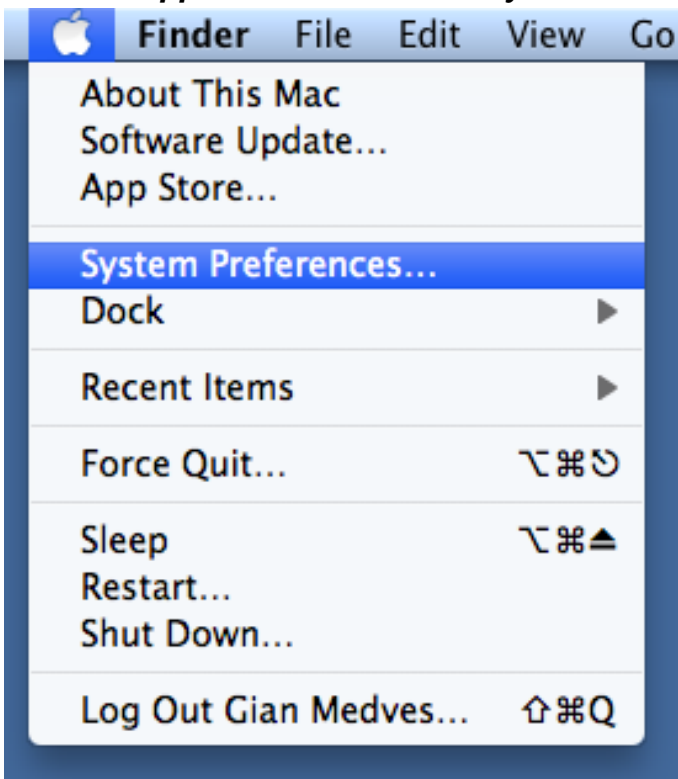 Finder File Edit View Go
About This Mac
Software Update...
App Store...
System Preferences...
Dock ▶
Recent Items ▶
Force Quit... ⌥⌘⎋
Sleep ⌥⌘⏏
Restart...
Shut Down...
Log Out Gian Medves... ⇧⌘Q